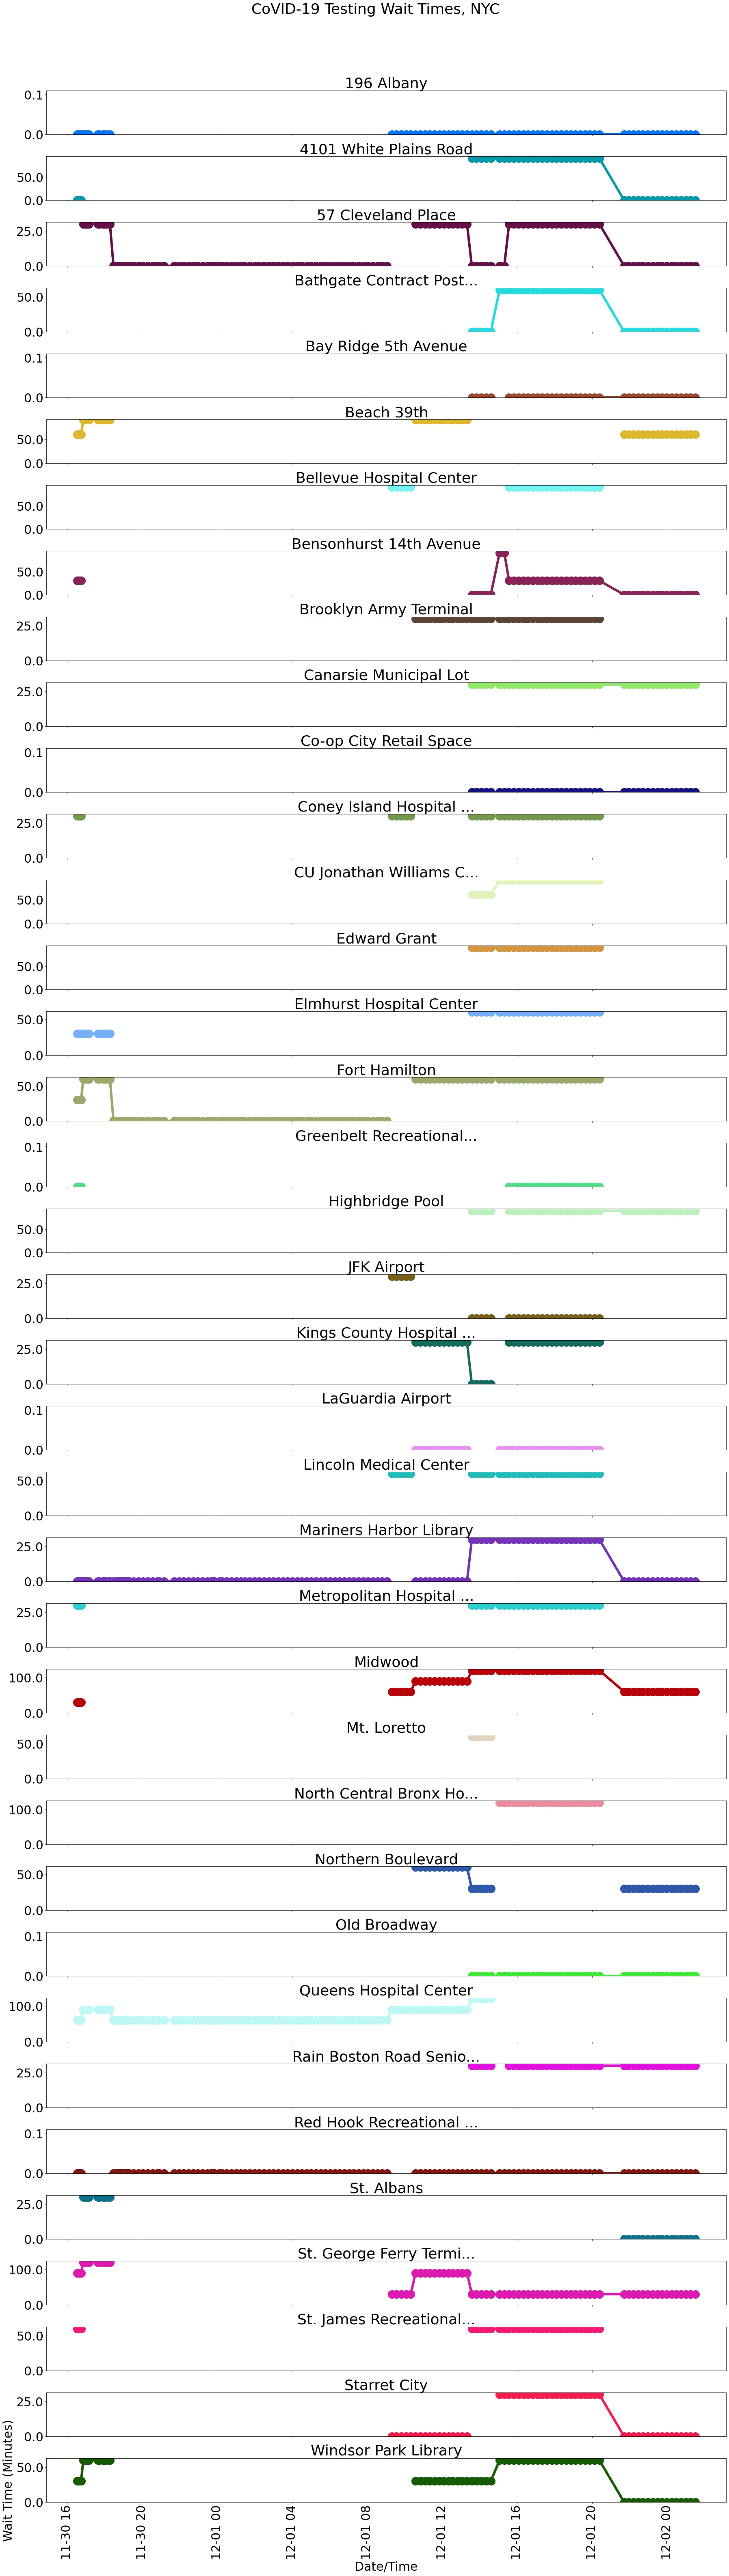 CoVID-19 Testing Wait Times, NYC
196 Albany
0.1
0.0
4101 White Plains Road
50.0
0.0
57 Cleveland Place
25.0
0.0
Bathgate Contract Post...
50.0
0.0
Bay Ridge 5th Avenue
0.1
0.0
Beach 39th
50.0
0.0
Bellevue Hospital Center
50.0
0.0
Bensonhurst 14th Avenue
50.0
0.0
Brooklyn Army Terminal
25.0
0.0
Canarsie Municipal Lot
25.0
0.0
Co-op City Retail Space
0.1
0.0
Coney Island Hospital ...
25.0
0.0
CU Jonathan Williams C...
50.0
0.0
Edward Grant
50.0
0.0
Elmhurst Hospital Center
50.0
0.0
Fort Hamilton
50.0
0.0
Greenbelt Recreational...
0.1
0.0
Highbridge Pool
50.0
0.0
JFK Airport
25.0
0.0
Kings County Hospital ...
25.0
0.0
LaGuardia Airport
0.1
0.0
Lincoln Medical Center
50.0
0.0
Mariners Harbor Library
25.0
0.0
Metropolitan Hospital ...
25.0
0.0
Midwood
100.0
0.0
Mt. Loretto
50.0
0.0
North Central Bronx Ho...
100.0
0.0
Northern Boulevard
50.0
0.0
Old Broadway
0.1
0.0
Queens Hospital Center
100.0
0.0
Rain Boston Road Senio...
25.0
0.0
Red Hook Recreational ...
0.1
0.0
St. Albans
25.0
0.0
St. George Ferry Termi...
100.0
0.0
St. James Recreational...
50.0
0.0
Starret City
25.0
0.0
Windsor Park Library
50.0
0.0
Wait Time (Minutes)
11-30 16
11-30 20
12-01 00
12-01 04
12-01 08
12-01 12
12-01 16
12-01 20
12-02 00
Date/Time